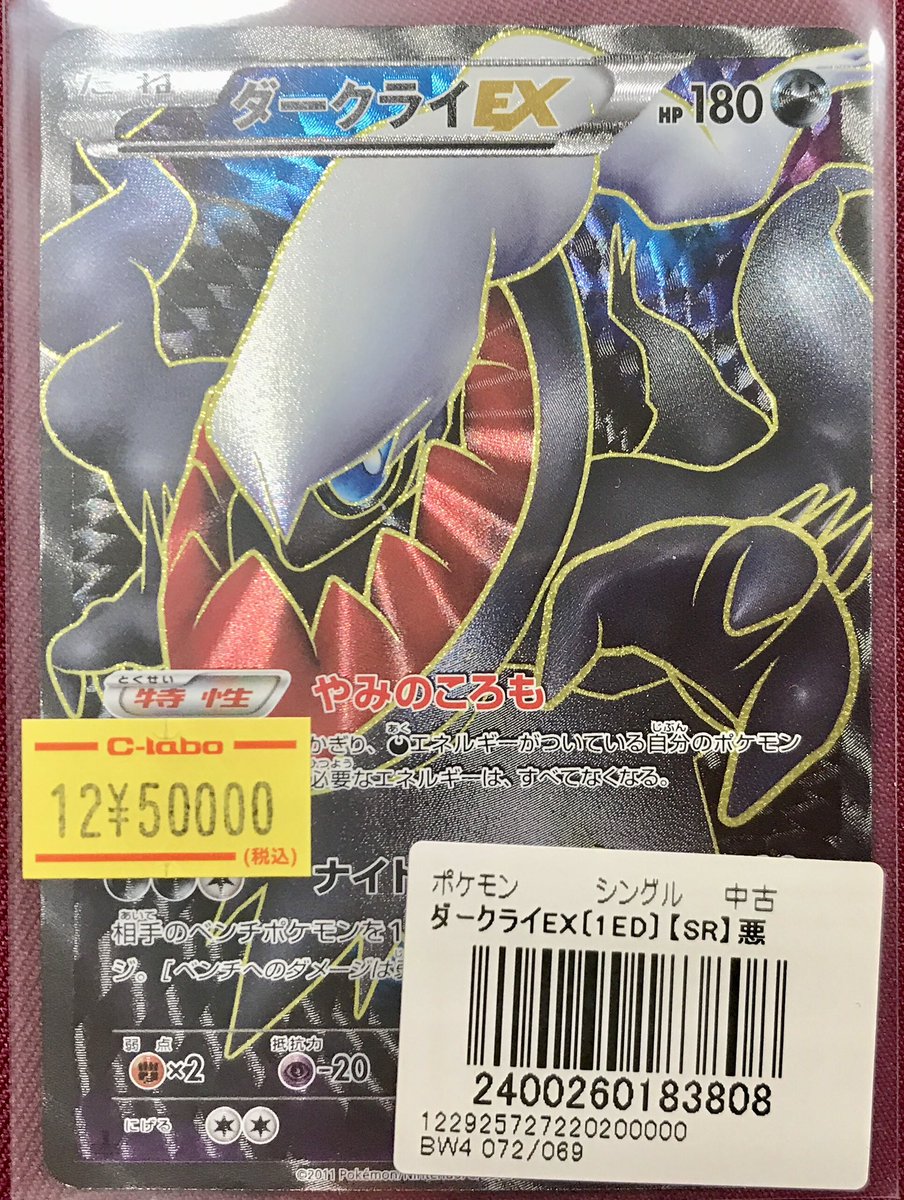 たね
ダークライEX
HP 180
とくせい
特性 やみのころも
かぎり、エネルギーがついている自分のポケモン
あく じぶん
必要なエネルギーは、すべてなくなる。
C-labo
12¥50000
(税込)
ナイト
あいて
相手のベンチポケモンを1
ジ。[ベンチへのダメージは
弱点 抵抗力
×2 -20
にげる
©2011 Pokémon/Nintendo
ポケモン シングル 中古
ダークライEX[1ED]【SR】悪
2400260183808
122925727220200000
BW4 072/069